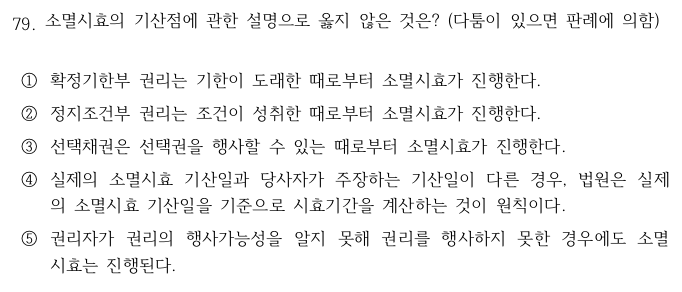 79. 소멸시효의 기산점에 관한 설명으로 옳지 않은 것은? (다툼이 있으면 판례에 의함)
① 확정기한부 권리는 기한이 도래한 때로부터 소멸시효가 진행한다.
② 정지조건부 권리는 조건이 성취한 때로부터 소멸시효가 진행한다.
③ 선택채권은 선택권을 행사할 수 있는 때로부터 소멸시효가 진행한다.
④ 실제의 소멸시효 기산일과 당사자가 주장하는 기산일이 다른 경우, 법원은 실제
의 소멸시효 기산일을 기준으로 시효기간을 계산하는 것이 원칙이다.
⑤ 권리자가 권리의 행사가능성을 알지 못해 권리를 행사하지 못한 경우에도 소멸
시효는 진행된다.